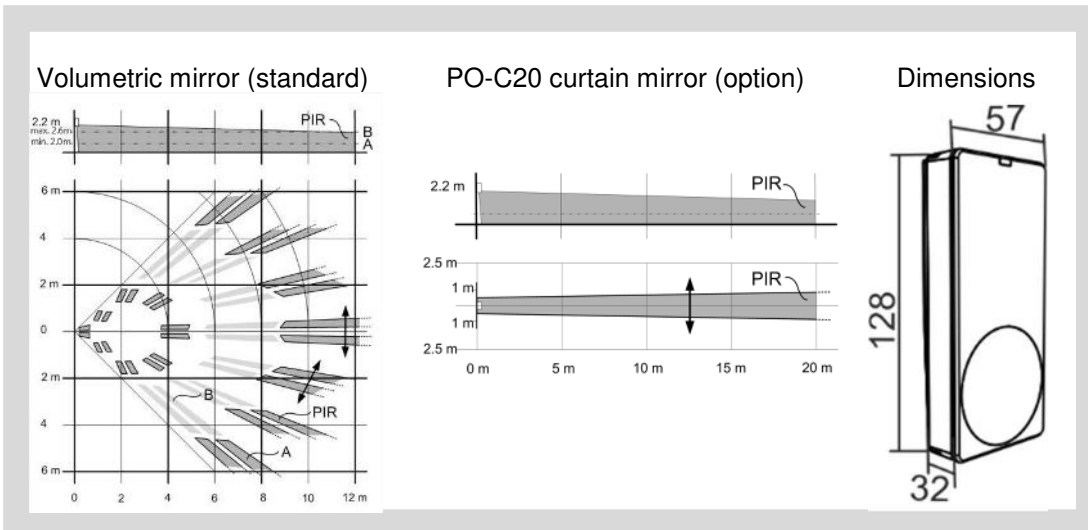 Volumetric mirror (standard)
PO-C20 curtain mirror (option)
Dimensions
2.2 m
max. 2.6m
min. 2.0m
PIR
B
A
6 m
4
2 m
0
2 m
4
6 m
B
PIR
A
0 2 4 6 8 10 12 m
2.2 m
PIR
2.5 m
1 m
1 m
2.5 m
PIR
0 m 5 m 10 m 15 m 20 m
57
128
32